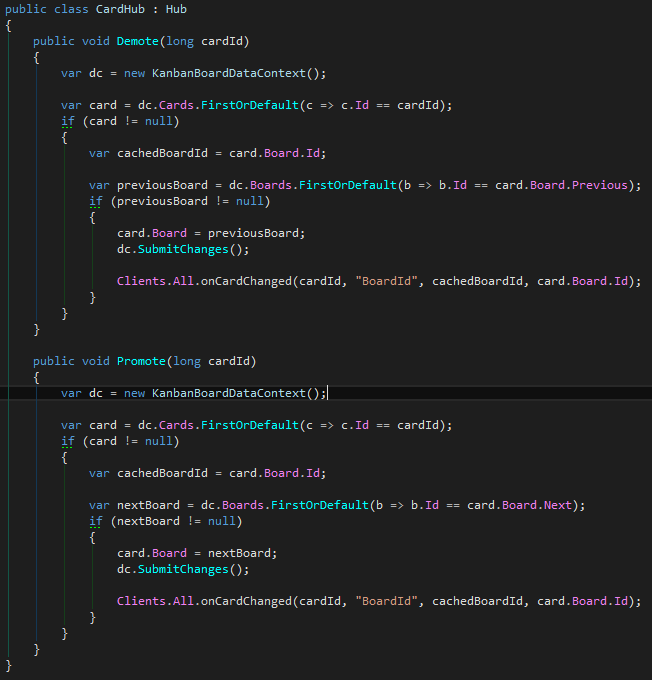 public class CardHub : Hub
{
    public void Demote(long cardId)
    {
        var dc = new KanbanBoardDataContext();

        var card = dc.Cards.FirstOrDefault(c => c.Id == cardId);
        if (card != null)
        {
            var cachedBoardId = card.Board.Id;

            var previousBoard = dc.Boards.FirstOrDefault(b => b.Id == card.Board.Previous);
            if (previousBoard != null)
            {
                card.Board = previousBoard;
                dc.SubmitChanges();

                Clients.All.onCardChanged(cardId, "BoardId", cachedBoardId, card.Board.Id);
            }
        }
    }

    public void Promote(long cardId)
    {
        var dc = new KanbanBoardDataContext();

        var card = dc.Cards.FirstOrDefault(c => c.Id == cardId);
        if (card != null)
        {
            var cachedBoardId = card.Board.Id;

            var nextBoard = dc.Boards.FirstOrDefault(b => b.Id == card.Board.Next);
            if (nextBoard != null)
            {
                card.Board = nextBoard;
                dc.SubmitChanges();

                Clients.All.onCardChanged(cardId, "BoardId", cachedBoardId, card.Board.Id);
            }
        }
    }
}